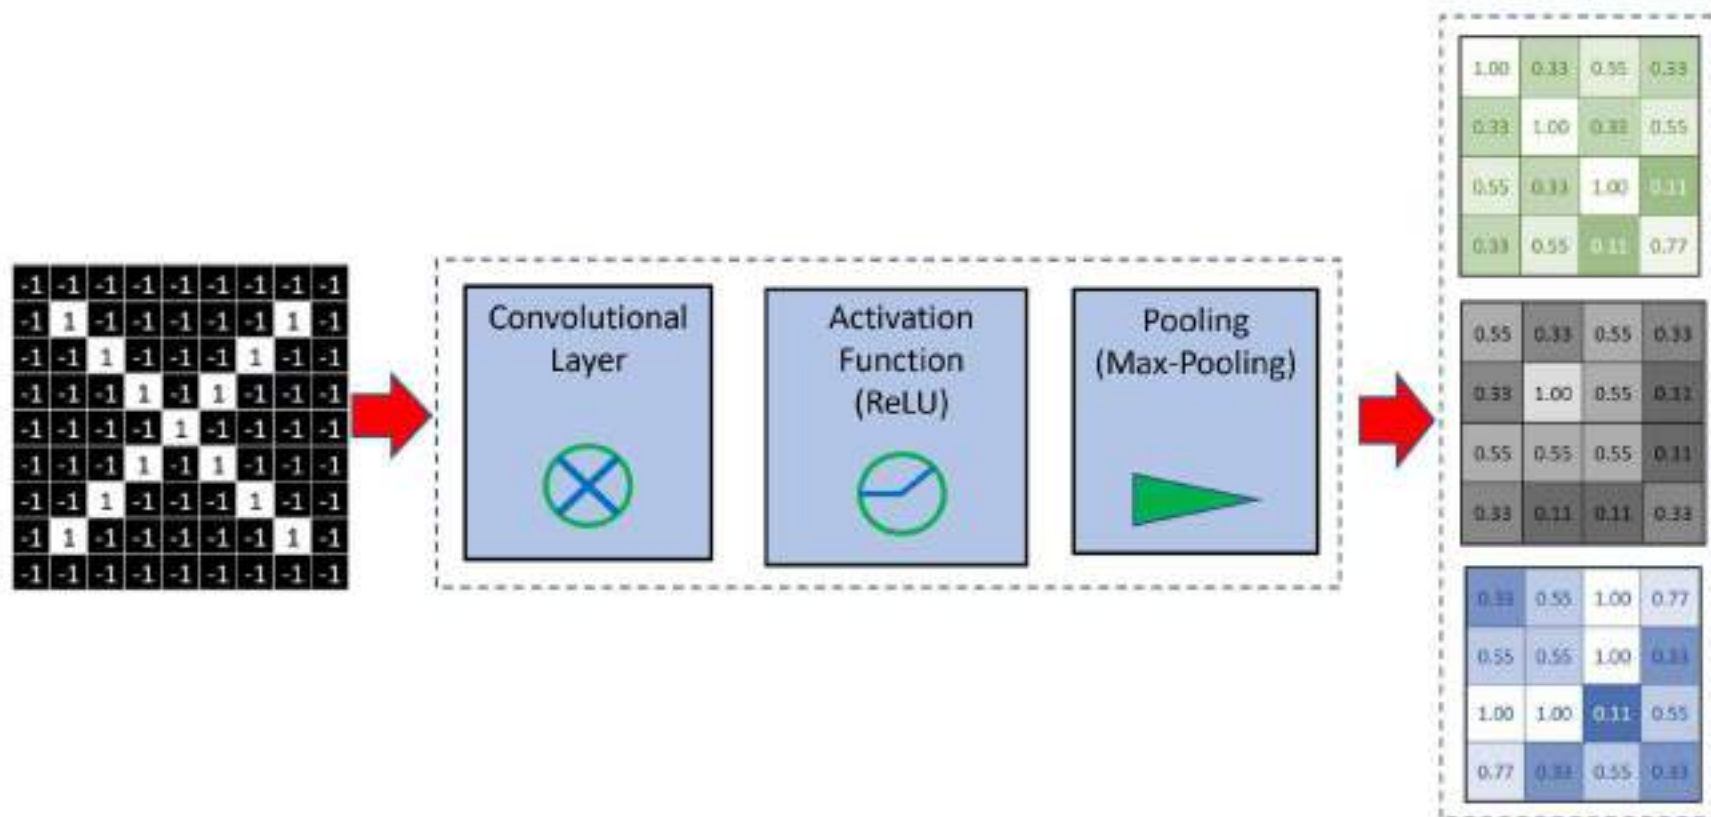 -1 -1 -1 -1 -1 -1 -1 -1 -1
-1 1 -1 -1 -1 -1 -1 1 -1
-1 -1 1 -1 -1 -1 1 -1 -1
-1 -1 -1 1 -1 1 -1 -1 -1
-1 -1 -1 -1 1 -1 -1 -1 -1
-1 -1 -1 1 -1 1 -1 -1 -1
-1 -1 1 -1 -1 -1 1 -1 -1
-1 1 -1 -1 -1 -1 -1 1 -1
-1 -1 -1 -1 -1 -1 -1 -1 -1
Convolutional
Layer
Activation
Function
(ReLU)
Pooling
(Max-Pooling)
1.00 0.33 0.55 0.33
0.33 1.00 0.33 0.55
0.55 0.33 1.00 0.11
0.33 0.55 0.11 0.77
0.55 0.33 0.55 0.33
0.33 1.00 0.55 0.11
0.55 0.55 0.55 0.11
0.33 0.11 0.11 0.33
0.33 0.55 1.00 0.77
0.55 0.55 1.00 0.33
1.00 1.00 0.11 0.55
0.77 0.33 0.55 0.33